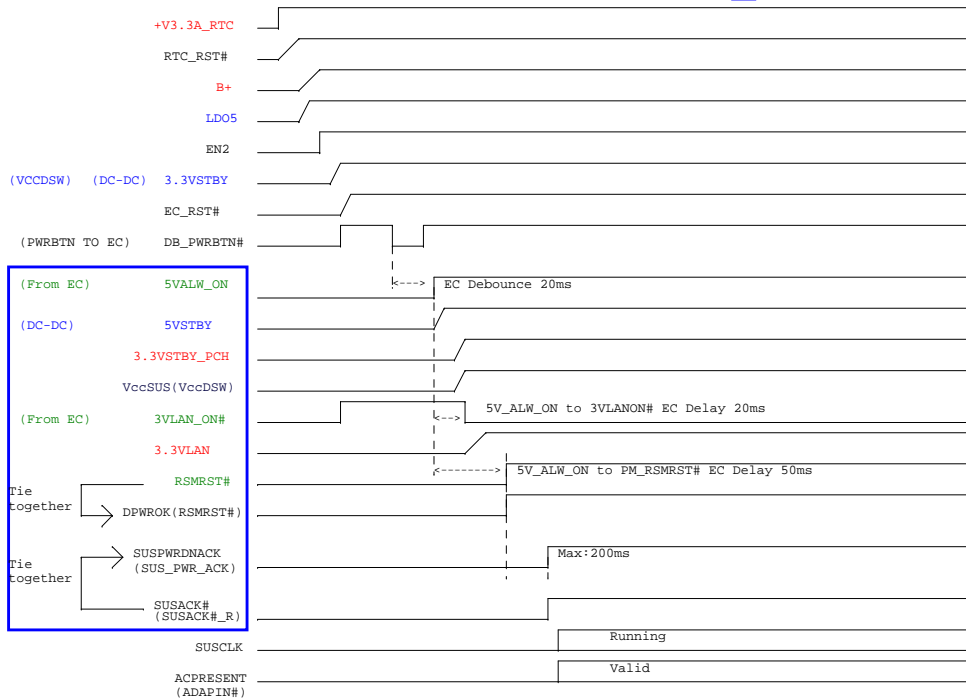 +V3.3A_RTC
RTC_RST#
B+
LDO5
EN2
(VCCDSW) (DC-DC) 3.3VSTBY
EC_RST#
(PWRBTN TO EC) DB_PWRBTN#
(From EC) 5VALW_ON
<---> EC Debounce 20ms
(DC-DC) 5VSTBY
3.3VSTBY_PCH
VccSUS(VccDSW)
(From EC) 3VLAN_ON#
<--> 5V_ALW_ON to 3VLANON# EC Delay 20ms
3.3VLAN
<--------> 5V_ALW_ON to PM_RSMRST# EC Delay 50ms
RSMRST#
Tie
together
DPWROK(RSMRST#)
SUSPWRDNACK
(SUS_PWR_ACK)
Max:200ms
Tie
together
SUSACK#
(SUSACK#_R)
SUSCLK
Running
ACPRESENT
(ADAPIN#)
Valid